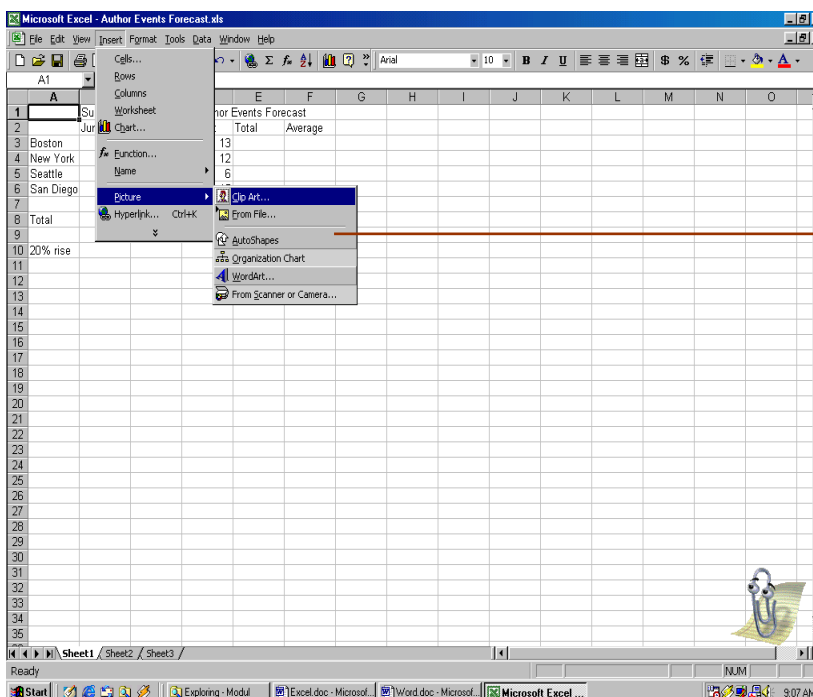 Microsoft Excel - Author Events Forecast.xls
File Edit View Insert Format Tools Data Window Help
Arial 10 B I U $ %
A1
A E F G H I J K L M N O
1 Su hor Events Forecast
2 Jur Total Average
3 Boston 13
4 New York 12
5 Seattle 6
6 San Diego
7
8 Total
9
10 20% rise
11
12
13
14
15
16
17
18
19
20
21
22
23
24
25
26
27
28
29
30
31
32
33
34
35
Cells...
Rows
Columns
Worksheet
Chart...
Function...
Name
Picture
Hyperlink... Ctrl+K
Clip Art...
From File...
AutoShapes
Organization Chart
WordArt...
From Scanner or Camera...
Sheet1 / Sheet2 / Sheet3 /
Ready NUM
Start Exploring - Modul Excel.doc - Microsof... Word.doc - Microsof... Microsoft Excel ... 9:07 AM